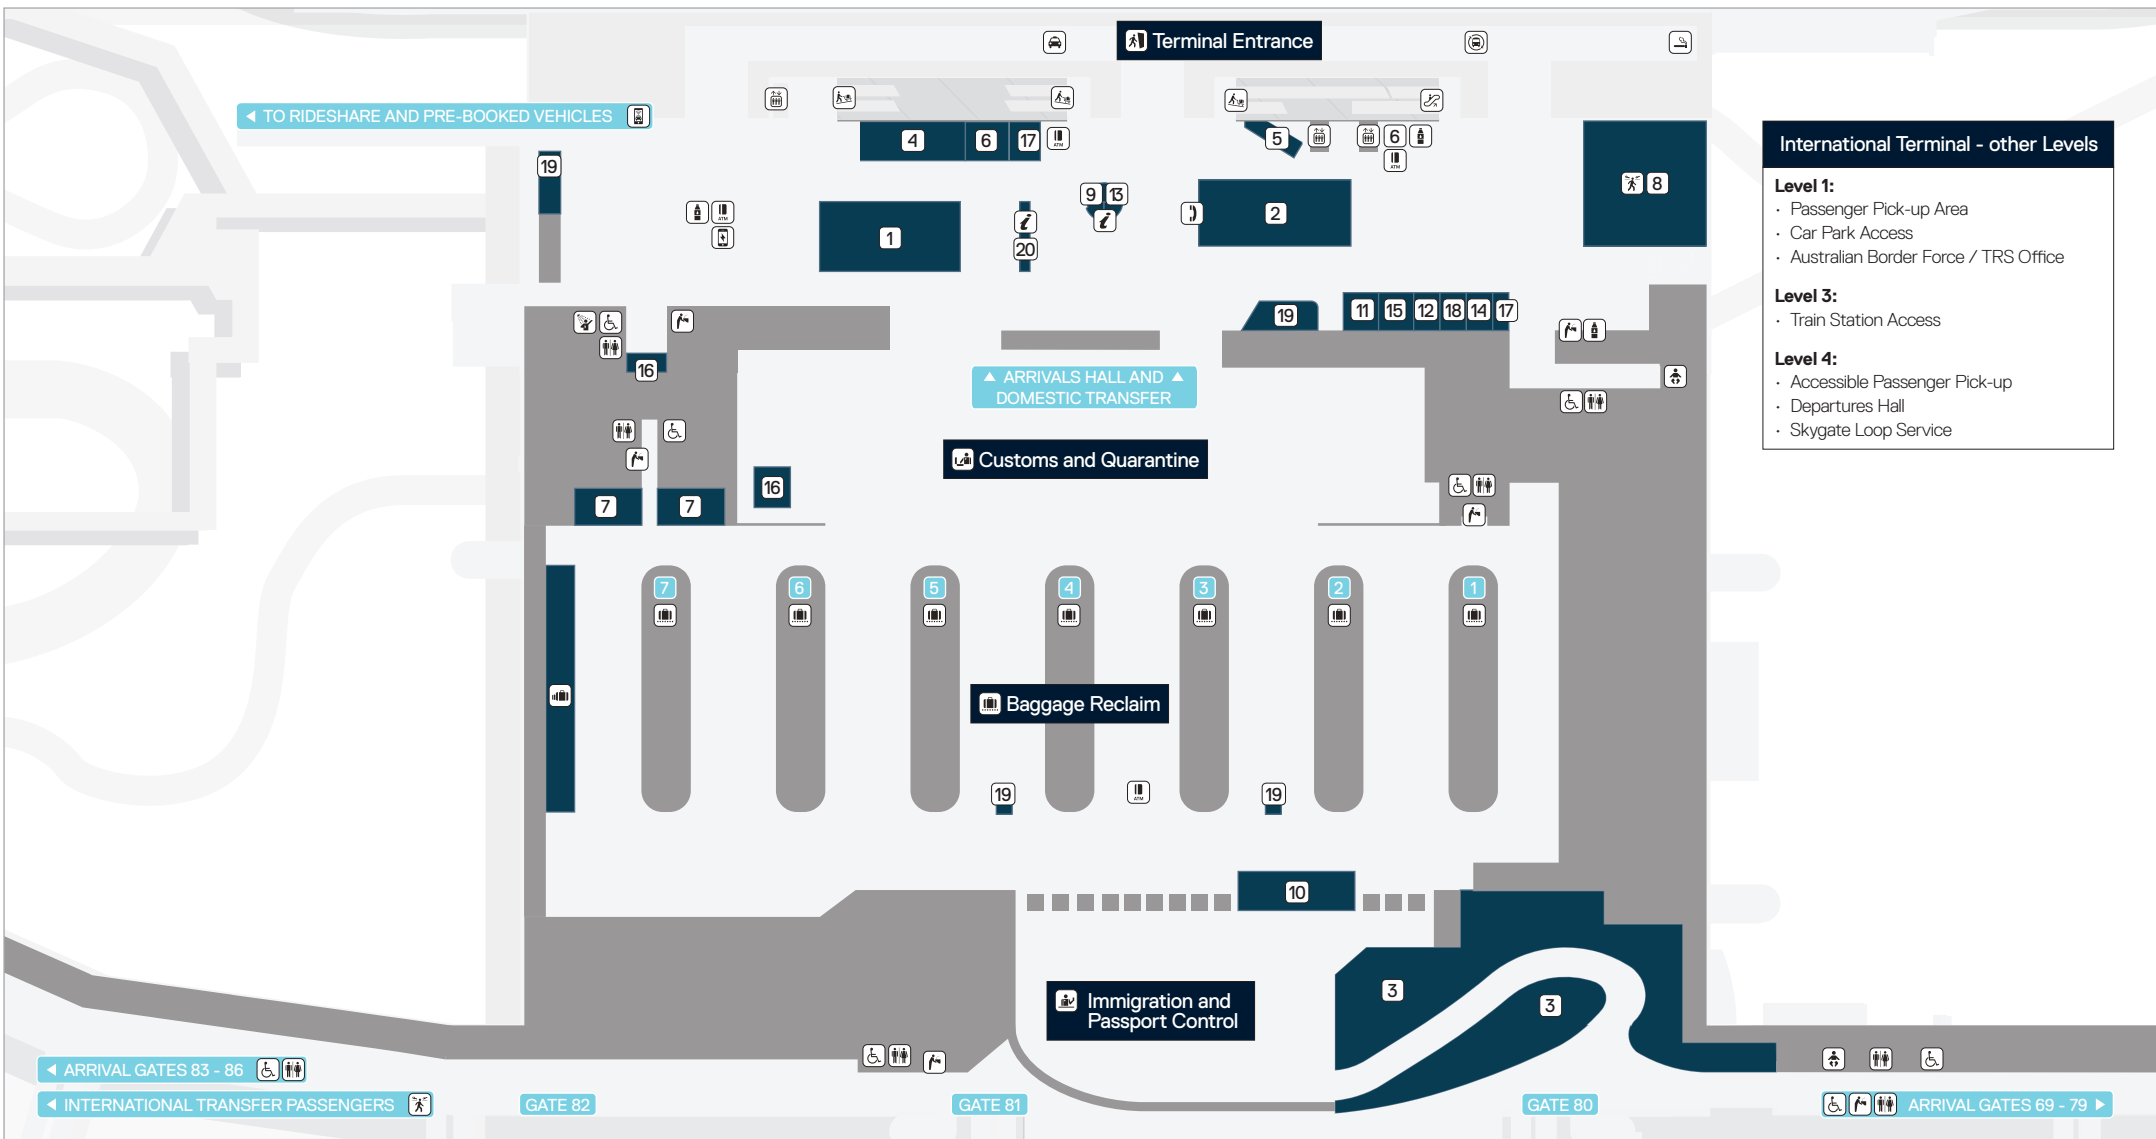 Terminal Entrance
TO RIDESHARE AND PRE-BOOKED VEHICLES
4
6
17
ATM
5
6
ATM
19
8
9
13
1
ATM
20
2
International Terminal - other Levels
Level 1:
· Passenger Pick-up Area
· Car Park Access
· Australian Border Force / TRS Office
Level 3:
· Train Station Access
Level 4:
· Accessible Passenger Pick-up
· Departures Hall
· Skygate Loop Service
19
11
15
12
18
14
17
16
ARRIVALS HALL AND
DOMESTIC TRANSFER
Customs and Quarantine
7
7
16
7
6
5
4
3
2
1
Baggage Reclaim
19
ATM
19
10
Immigration and
Passport Control
3
3
ARRIVAL GATES 83 - 86
INTERNATIONAL TRANSFER PASSENGERS
GATE 82
GATE 81
GATE 80
ARRIVAL GATES 69 - 79